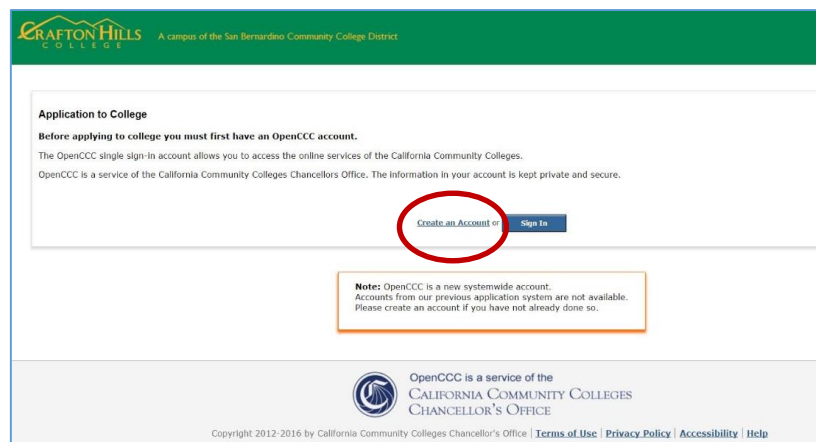 CRAFTON HILLS
COLLEGE
A campus of the San Bernardino Community College District
Application to College
Before applying to college you must first have an OpenCCC account.
The OpenCCC single sign-in account allows you to access the online services of the California Community Colleges.
OpenCCC is a service of the California Community Colleges Chancellors Office. The information in your account is kept private and secure.
Create an Account or Sign In
Note: OpenCCC is a new systemwide account.
Accounts from our previous application system are not available.
Please create an account if you have not already done so.
OpenCCC is a service of the
CALIFORNIA COMMUNITY COLLEGES
CHANCELLOR'S OFFICE
Copyright 2012-2016 by California Community Colleges Chancellor's Office | Terms of Use | Privacy Policy | Accessibility | Help